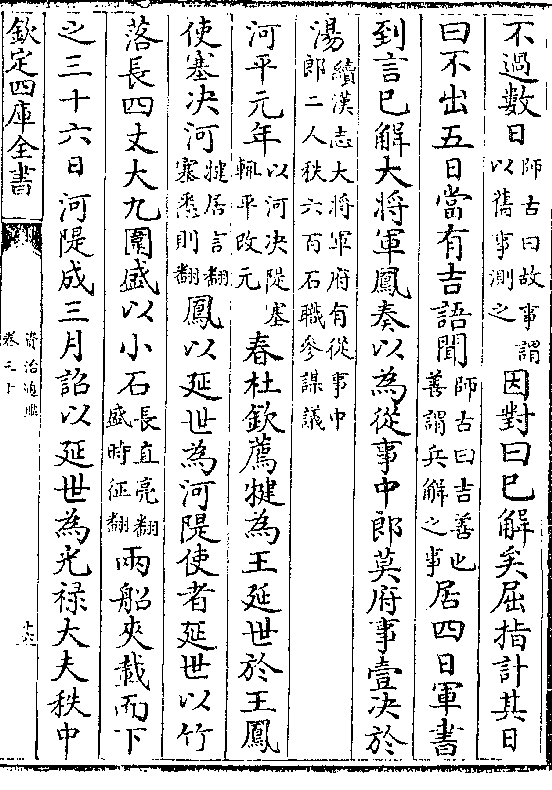 不過數日師古曰故事謂以舊事測之因對曰已解矣屈指計其日
曰不出五日當有吉語聞師古曰吉善也善謂兵解之事居四日軍書
到言已解大將軍鳳奏以為從事中郎莫府事壹决於
湯續漢志大將軍府有從事中郎二人秩六百石職參謀議
河平元年以河决隄塞輒平改元春杜欽薦犍為王延世於王鳳
使塞决河犍居言翻塞悉則翻鳳以延世為河隄使者延世以竹
落長四丈大九圍盛以小石長直亮翻盛時征翻兩船夾載而下
之三十六日河隄成三月詔以延世為光祿大夫秩中
欽定四庫全書
資治通鑑
卷三十
十六